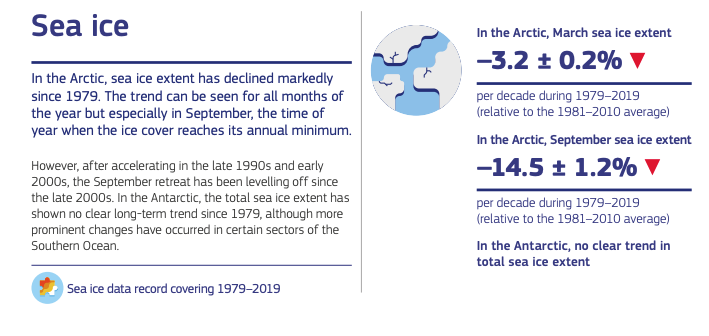 Sea ice
In the Arctic, sea ice extent has declined markedly
since 1979. The trend can be seen for all months of
the year but especially in September, the time of
year when the ice cover reaches its annual minimum.
However, after accelerating in the late 1990s and early
2000s, the September retreat has been levelling off since
the late 2000s. In the Antarctic, the total sea ice extent has
shown no clear long-term trend since 1979, although more
prominent changes have occurred in certain sectors of the
Southern Ocean.
Sea ice data record covering 1979–2019
In the Arctic, March sea ice extent
–3.2 ± 0.2% ▼
per decade during 1979–2019
(relative to the 1981–2010 average)
In the Arctic, September sea ice extent
–14.5 ± 1.2% ▼
per decade during 1979–2019
(relative to the 1981–2010 average)
In the Antarctic, no clear trend in
total sea ice extent